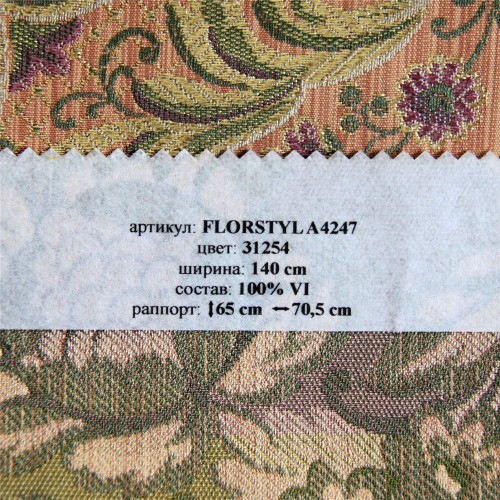 артикул: FLORSTYL A4247
цвет: 31254
ширина: 140 cm
состав: 100% VI
раппорт: ↕65 cm ↔70,5 cm